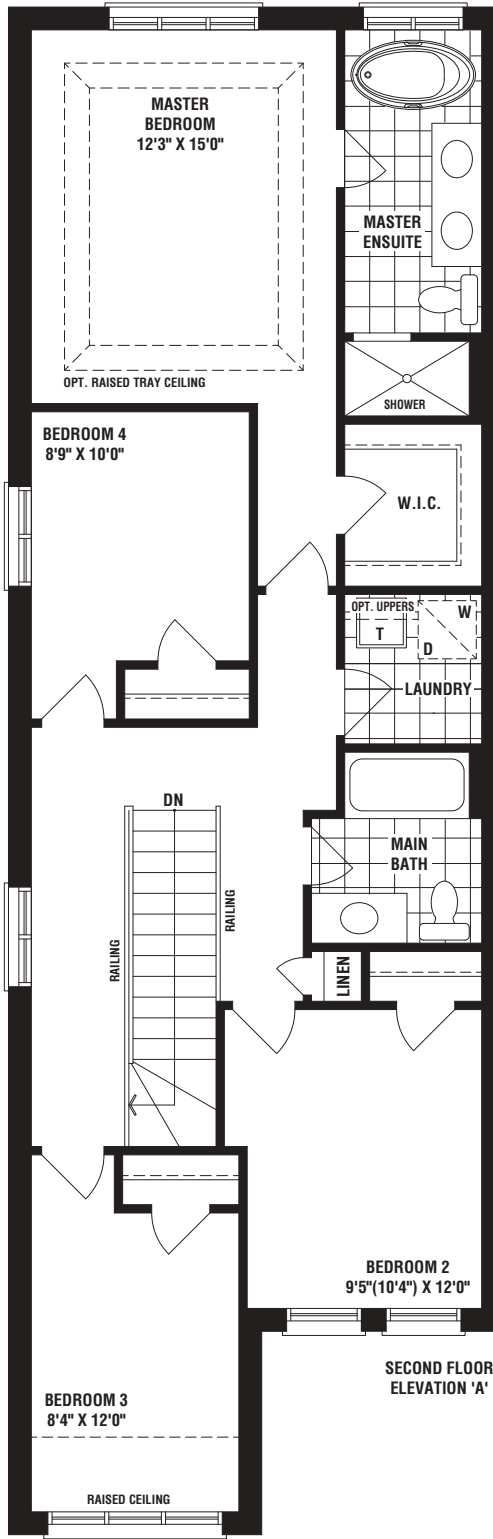 MASTER
BEDROOM
12'3" X 15'0"
MASTER
ENSUITE
OPT. RAISED TRAY CEILING
SHOWER
BEDROOM 4
8'9" X 10'0"
W.I.C.
OPT. UPPERS
W
T
D
LAUNDRY
DN
MAIN
BATH
RAILING
RAILING
LINEN
BEDROOM 2
9'5"(10'4") X 12'0"
SECOND FLOOR
ELEVATION 'A'
BEDROOM 3
8'4" X 12'0"
RAISED CEILING